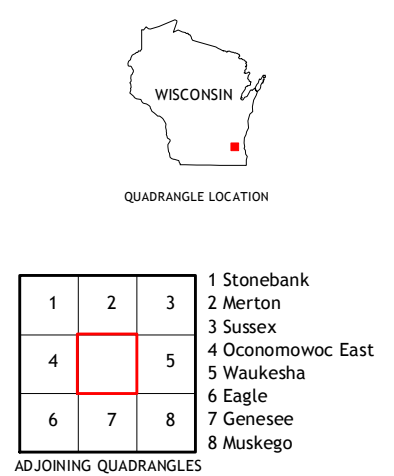 WISCONSIN
QUADRANGLE LOCATION
1 2 3
4 5
6 7 8
1 Stonebank
2 Merton
3 Sussex
4 Oconomowoc East
5 Waukesha
6 Eagle
7 Genesee
8 Muskego
ADJOINING QUADRANGLES